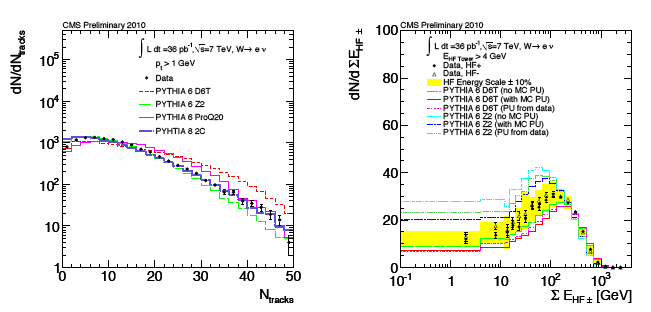 CMS Preliminary 2010
dN/dN_tracks
∫ L dt =36 pb⁻¹,√s=7 TeV, W→ e ν
p_t > 1 GeV
Data
PYTHIA 6 D6T
PYTHIA 6 Z2
PYTHIA 6 ProQ20
PYHTIA 8 2C
10⁵
10⁴
10³
10²
10
1
0 10 20 30 40 50
N_tracks
CMS Preliminary 2010
dN/d ΣE_HF ±
∫ L dt =36 pb⁻¹,√s=7 TeV, W→ e ν
E_HF Tower > 4 GeV
Data, HF+
Data, HF-
HF Energy Scale ± 10%
PYTHIA 6 D6T (no MC PU)
PYTHIA 6 D6T (with MC PU)
PYTHIA 6 D6T (PU from data)
PYTHIA 6 Z2 (no MC PU)
PYTHIA 6 Z2 (with MC PU)
PYTHIA 6 Z2 (PU from data)
100
80
60
40
20
0
10⁻¹ 1 10 10² 10³
Σ E_HF ± [GeV]